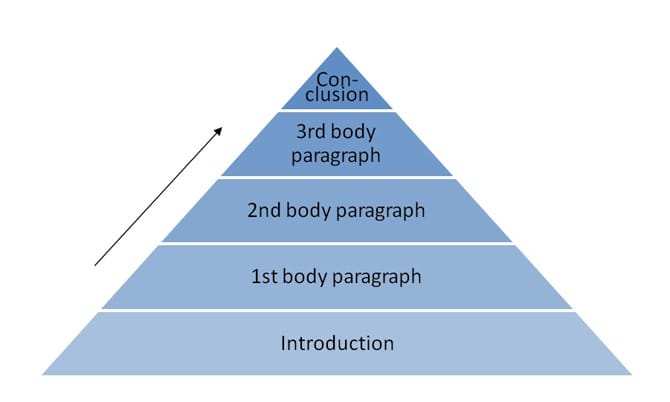 Con-
clusion
3rd body
paragraph
2nd body paragraph
1st body paragraph
Introduction